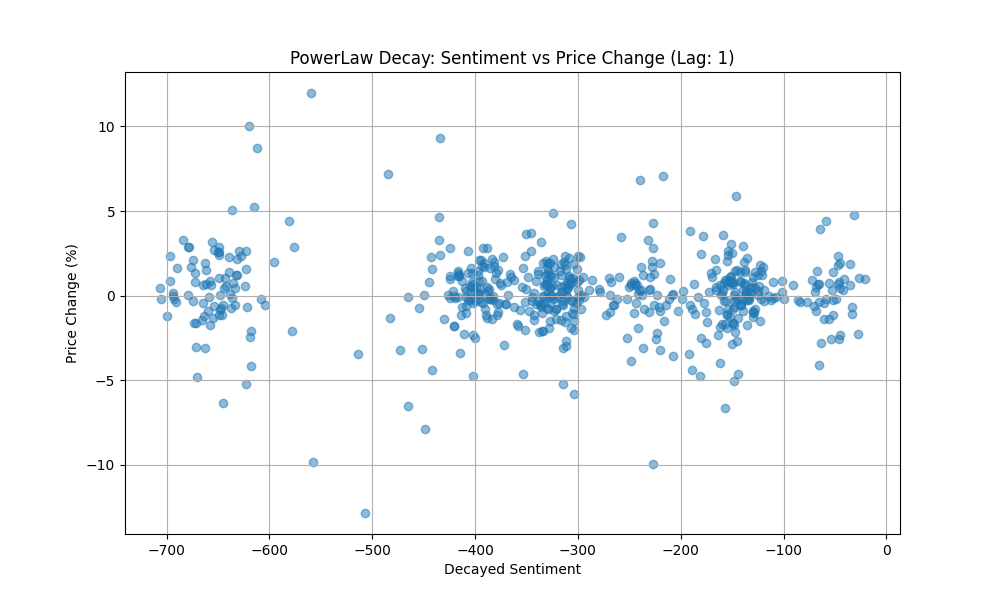 PowerLaw Decay: Sentiment vs Price Change (Lag: 1)
Price Change (%)
10
5
0
−5
−10
−700 −600 −500 −400 −300 −200 −100 0
Decayed Sentiment